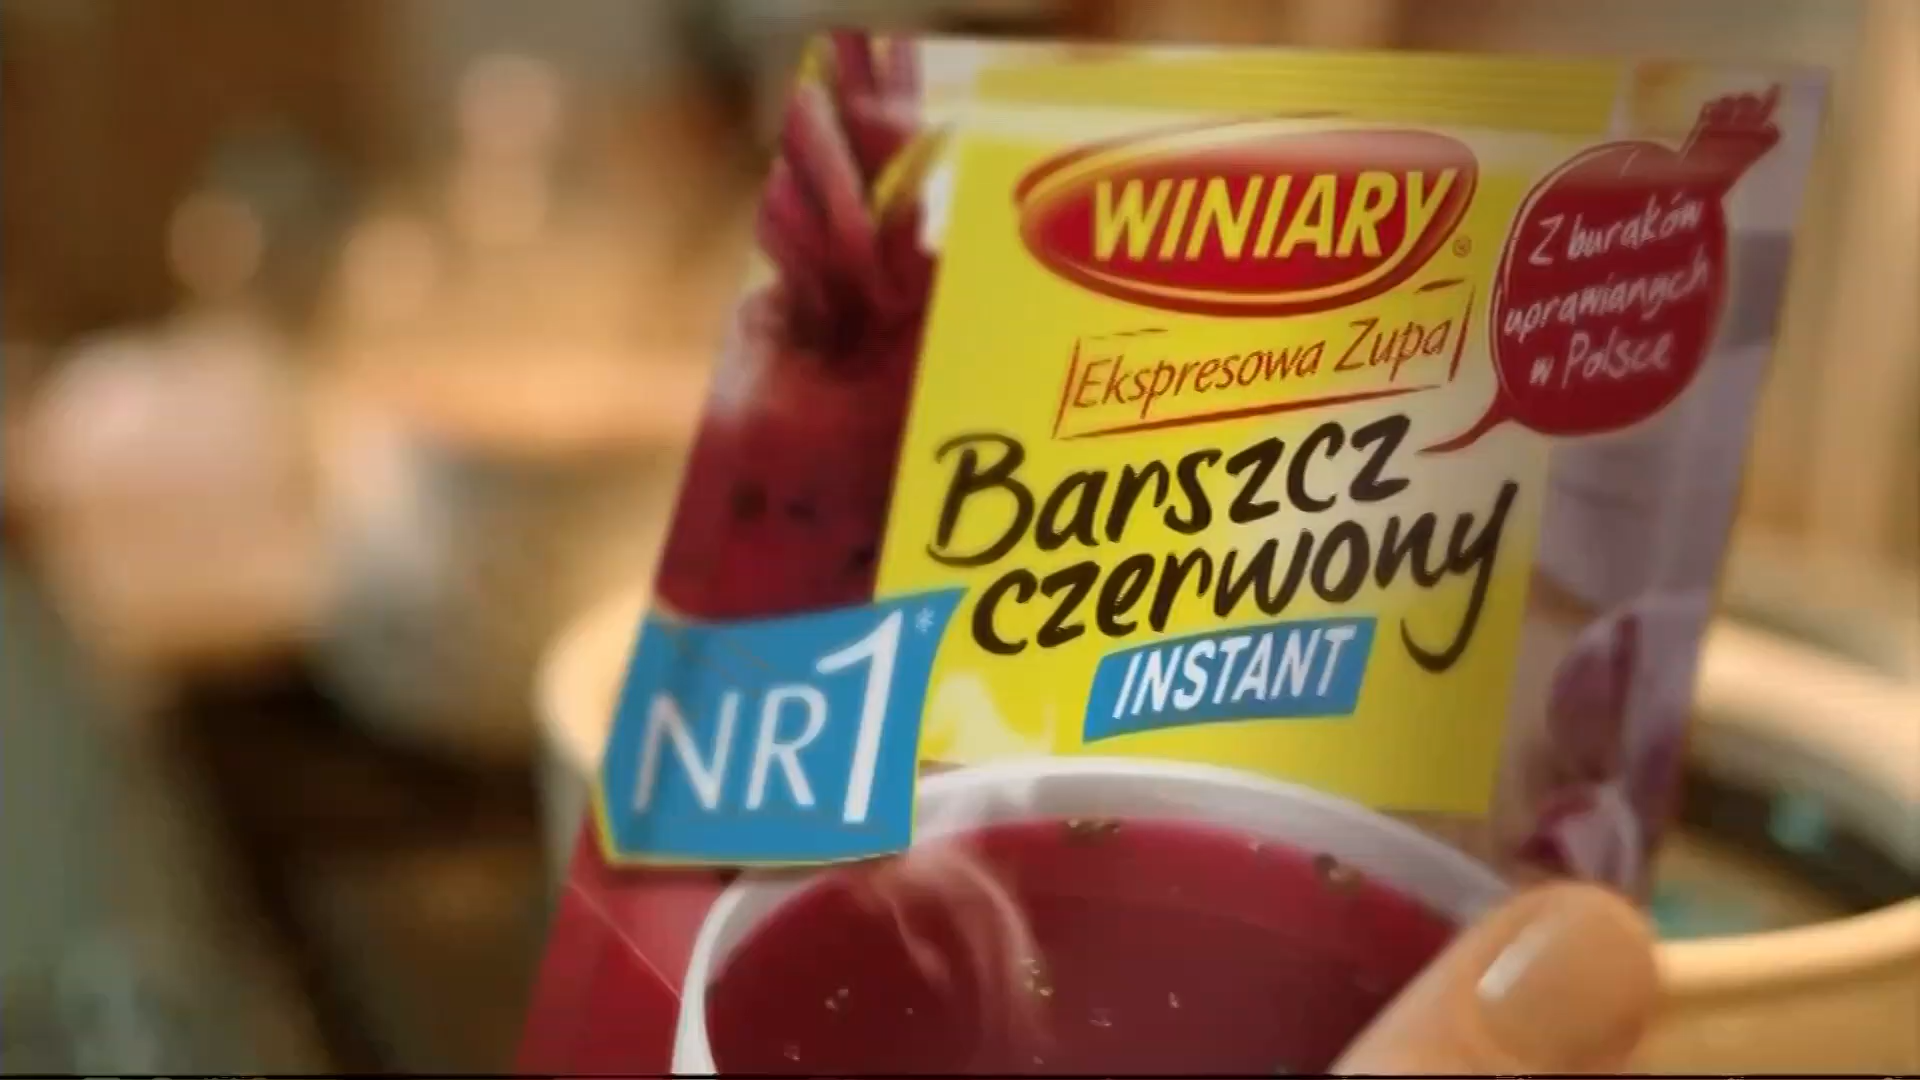 WINIARY®
Ekspresowa Zupa
Z buraków
uprawianych
w Polsce
Barszcz
czerwony
INSTANT
NR1*